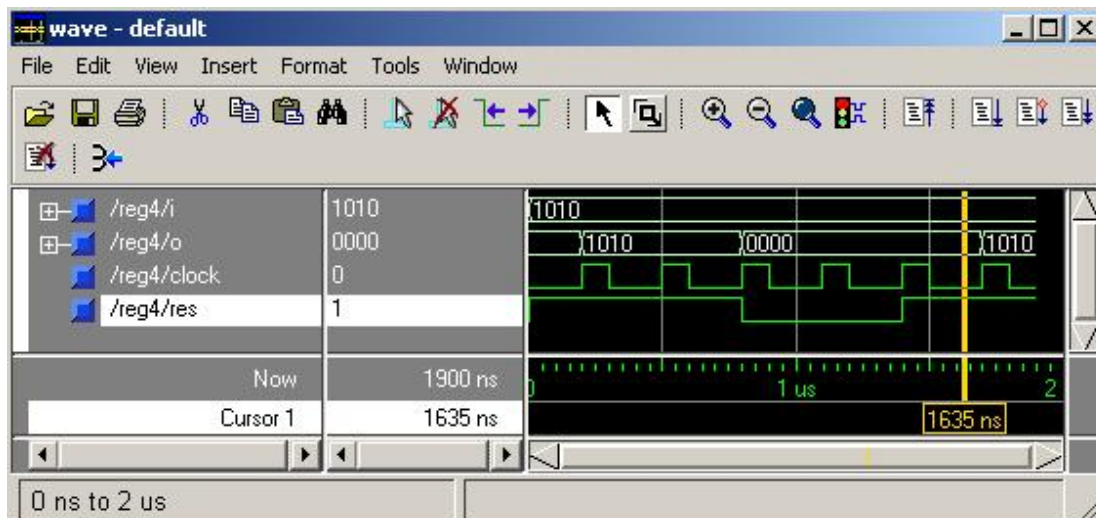 wave - default
File Edit View Insert Format Tools Window
/reg4/i 1010 1010
/reg4/o 0000 1010 0000 1010
/reg4/clock 0
/reg4/res 1
Now 1900 ns 0 1 us 2
Cursor 1 1635 ns 1635 ns
0 ns to 2 us